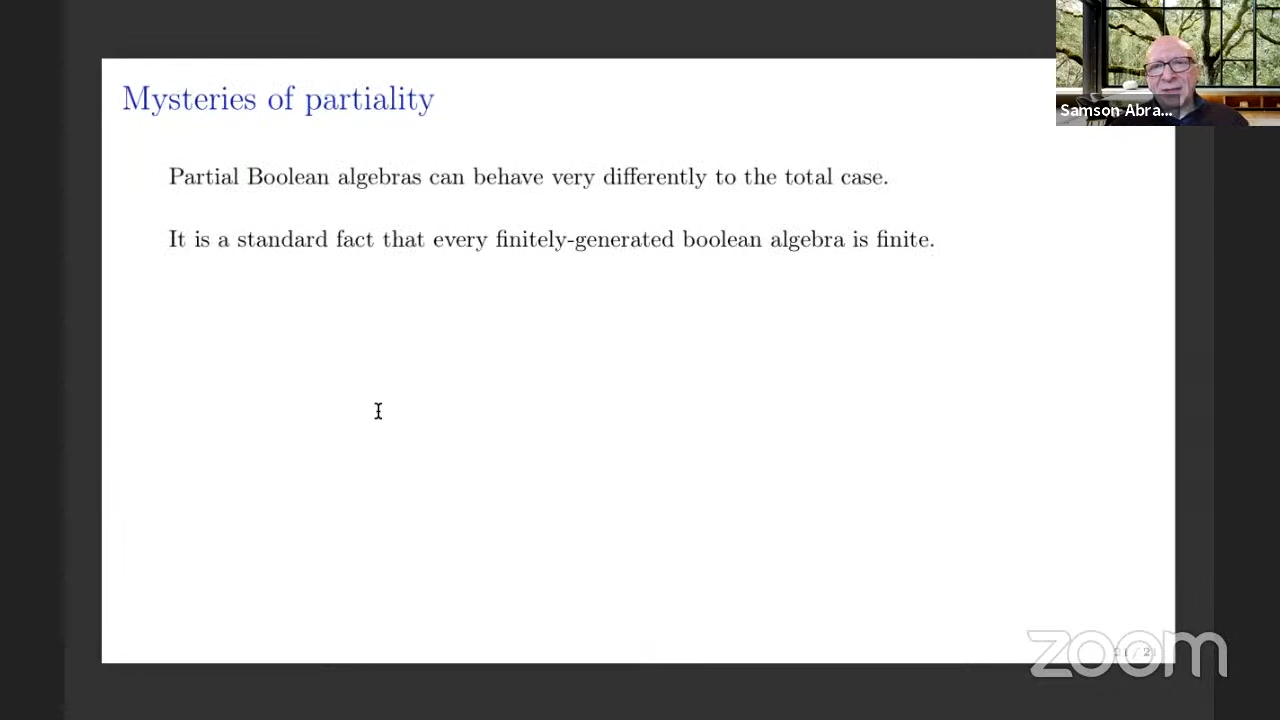 Mysteries of partiality
Samson Abra...
Partial Boolean algebras can behave very differently to the total case.
It is a standard fact that every finitely-generated boolean algebra is finite.
zoom